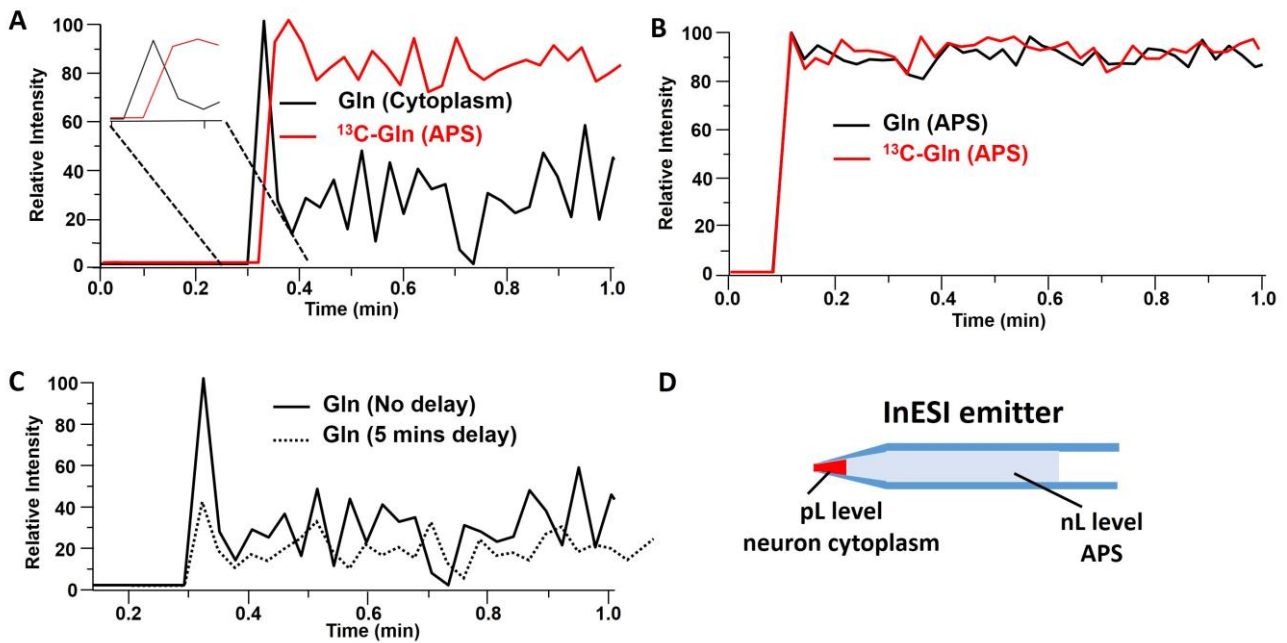 A
Relative Intensity
100
80
60
40
20
0
Gln (Cytoplasm)
¹³C-Gln (APS)
0.0 0.2 0.4 0.6 0.8 1.0
Time (min)
B
Relative Intensity
100
80
60
40
20
0
Gln (APS)
¹³C-Gln (APS)
0.0 0.2 0.4 0.6 0.8 1.0
Time (min)
C
Relative Intensity
100
80
60
40
20
0
Gln (No delay)
Gln (5 mins delay)
0.2 0.4 0.6 0.8 1.0
Time (min)
D
InESI emitter
pL level
neuron cytoplasm
nL level
APS